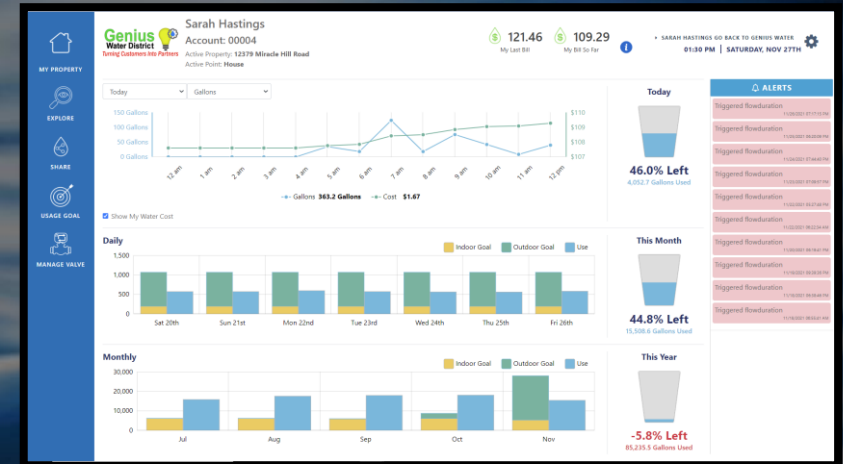 MY PROPERTY
EXPLORE
SHARE
USAGE GOAL
MANAGE VALVE
Genius
Water District
Turning Customers Into Partners
Sarah Hastings
Account: 00004
Active Property: 12379 Miracle Hill Road
Active Point: House
$ 121.46
My Last Bill
$ 109.29
My Bill So Far
i
SARAH HASTINGS GO BACK TO GENIUS WATER
01:30 PM | SATURDAY, NOV 27TH
Today
Gallons
150 Gallons
100 Gallons
50 Gallons
0 Gallons
$110
$109
$108
$107
12 am 1 am 2 am 3 am 4 am 5 am 6 am 7 am 8 am 9 am 10 am 11 am 12 pm
Gallons 363.2 Gallons Cost $1.67
Show My Water Cost
Today
46.0% Left
4,052.7 Gallons Used
Daily
Indoor Goal Outdoor Goal Use
1,500
1,000
500
0
Sat 20th Sun 21st Mon 22nd Tue 23rd Wed 24th Thu 25th Fri 26th
This Month
44.8% Left
15,508.6 Gallons Used
Monthly
Indoor Goal Outdoor Goal Use
30,000
20,000
10,000
0
Jul Aug Sep Oct Nov
This Year
-5.8% Left
85,235.5 Gallons Used
ALERTS
Triggered flowduration
Triggered flowduration
Triggered flowduration
Triggered flowduration
Triggered flowduration
Triggered flowduration
Triggered flowduration
Triggered flowduration
Triggered flowduration
Triggered flowduration